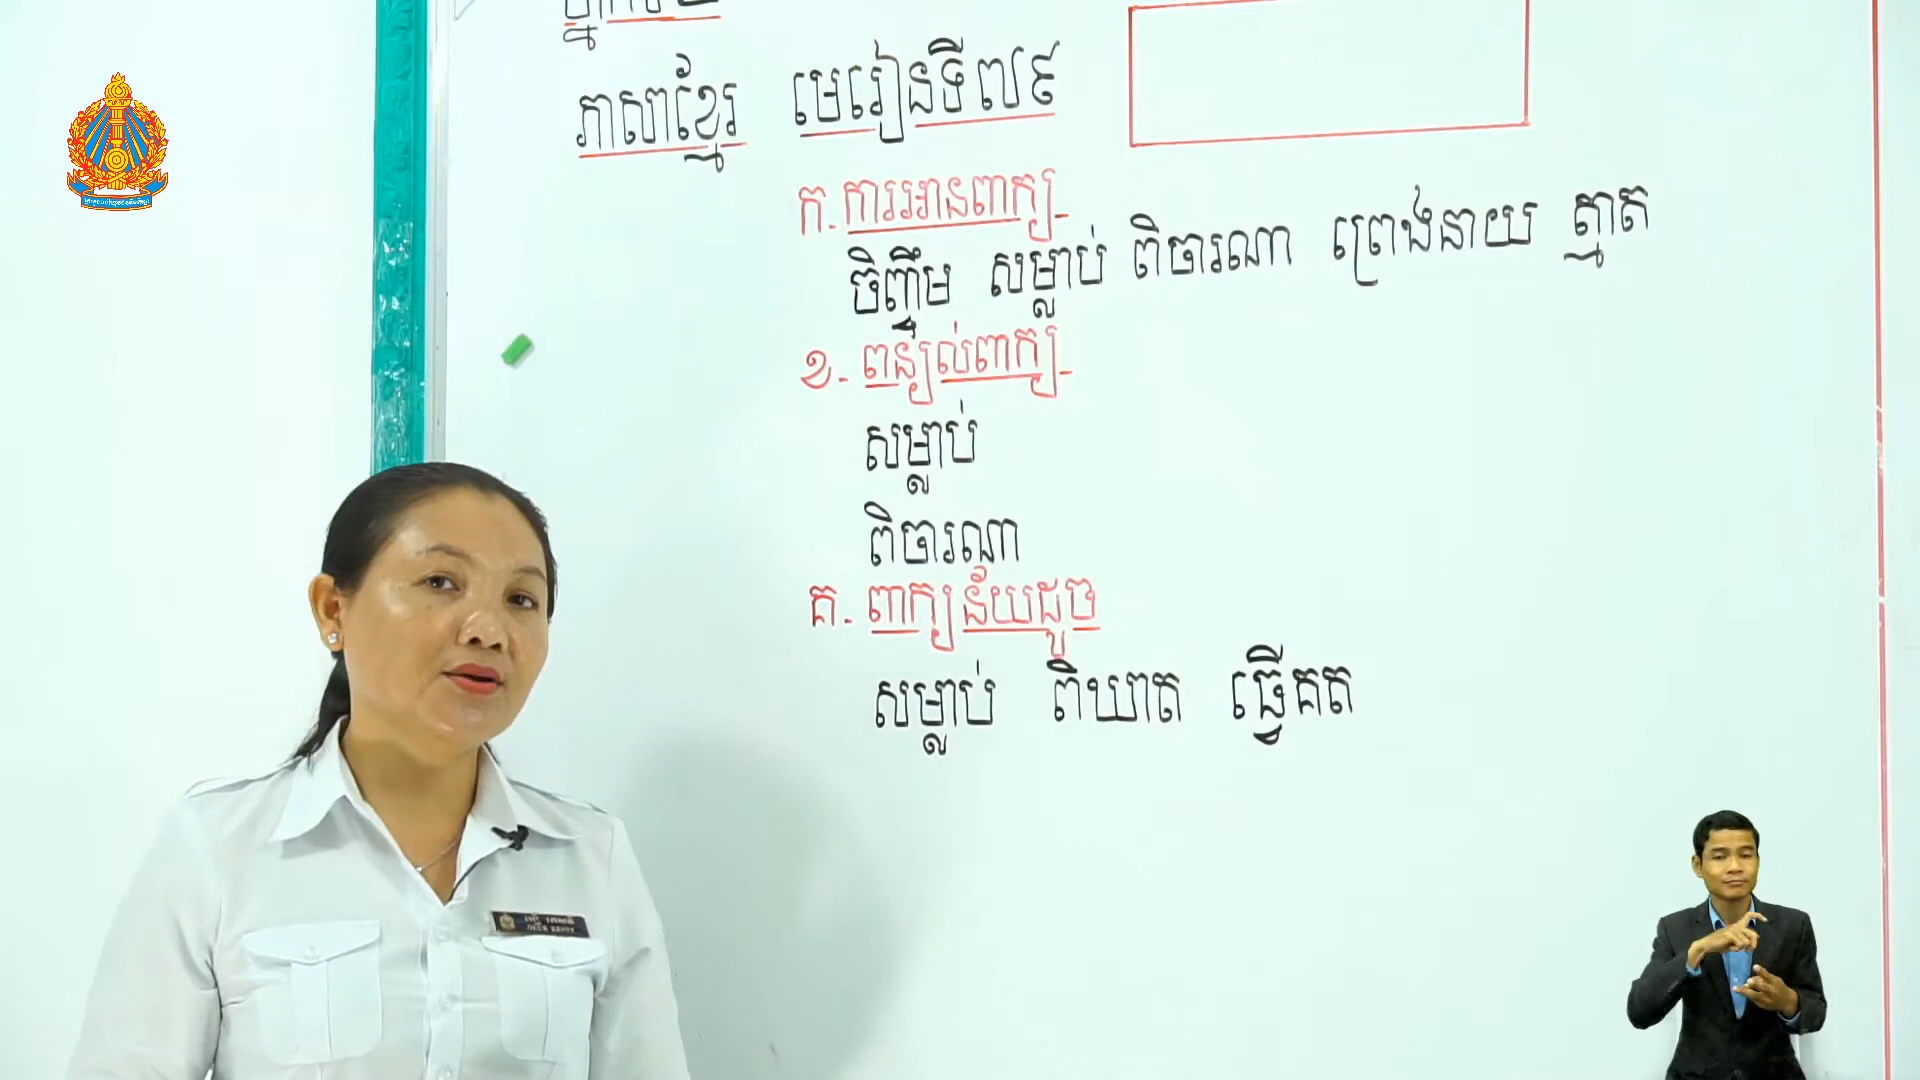 ភាសាខ្មែរ មេរៀនទី៧៩
ក. ការអានពាក្យ
ចិញ្ចឹម សម្លាប់ ពិចារណា ព្រេងនាយ ត្មាត
ខ. ពន្យល់ពាក្យ
សម្លាប់
ពិចារណា
គ. ពាក្យន័យដូច
សម្លាប់ ពិឃាត ធ្វើគត